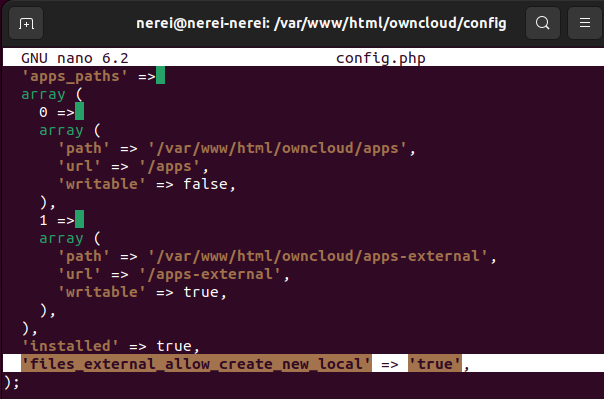 nerei@nerei-nerei: /var/www/html/owncloud/config
GNU nano 6.2 config.php
'apps_paths' =>
array (
0 =>
array (
'path' => '/var/www/html/owncloud/apps',
'url' => '/apps',
'writable' => false,
),
1 =>
array (
'path' => '/var/www/html/owncloud/apps-external',
'url' => '/apps-external',
'writable' => true,
),
),
'installed' => true,
'files_external_allow_create_new_local' => 'true',
);